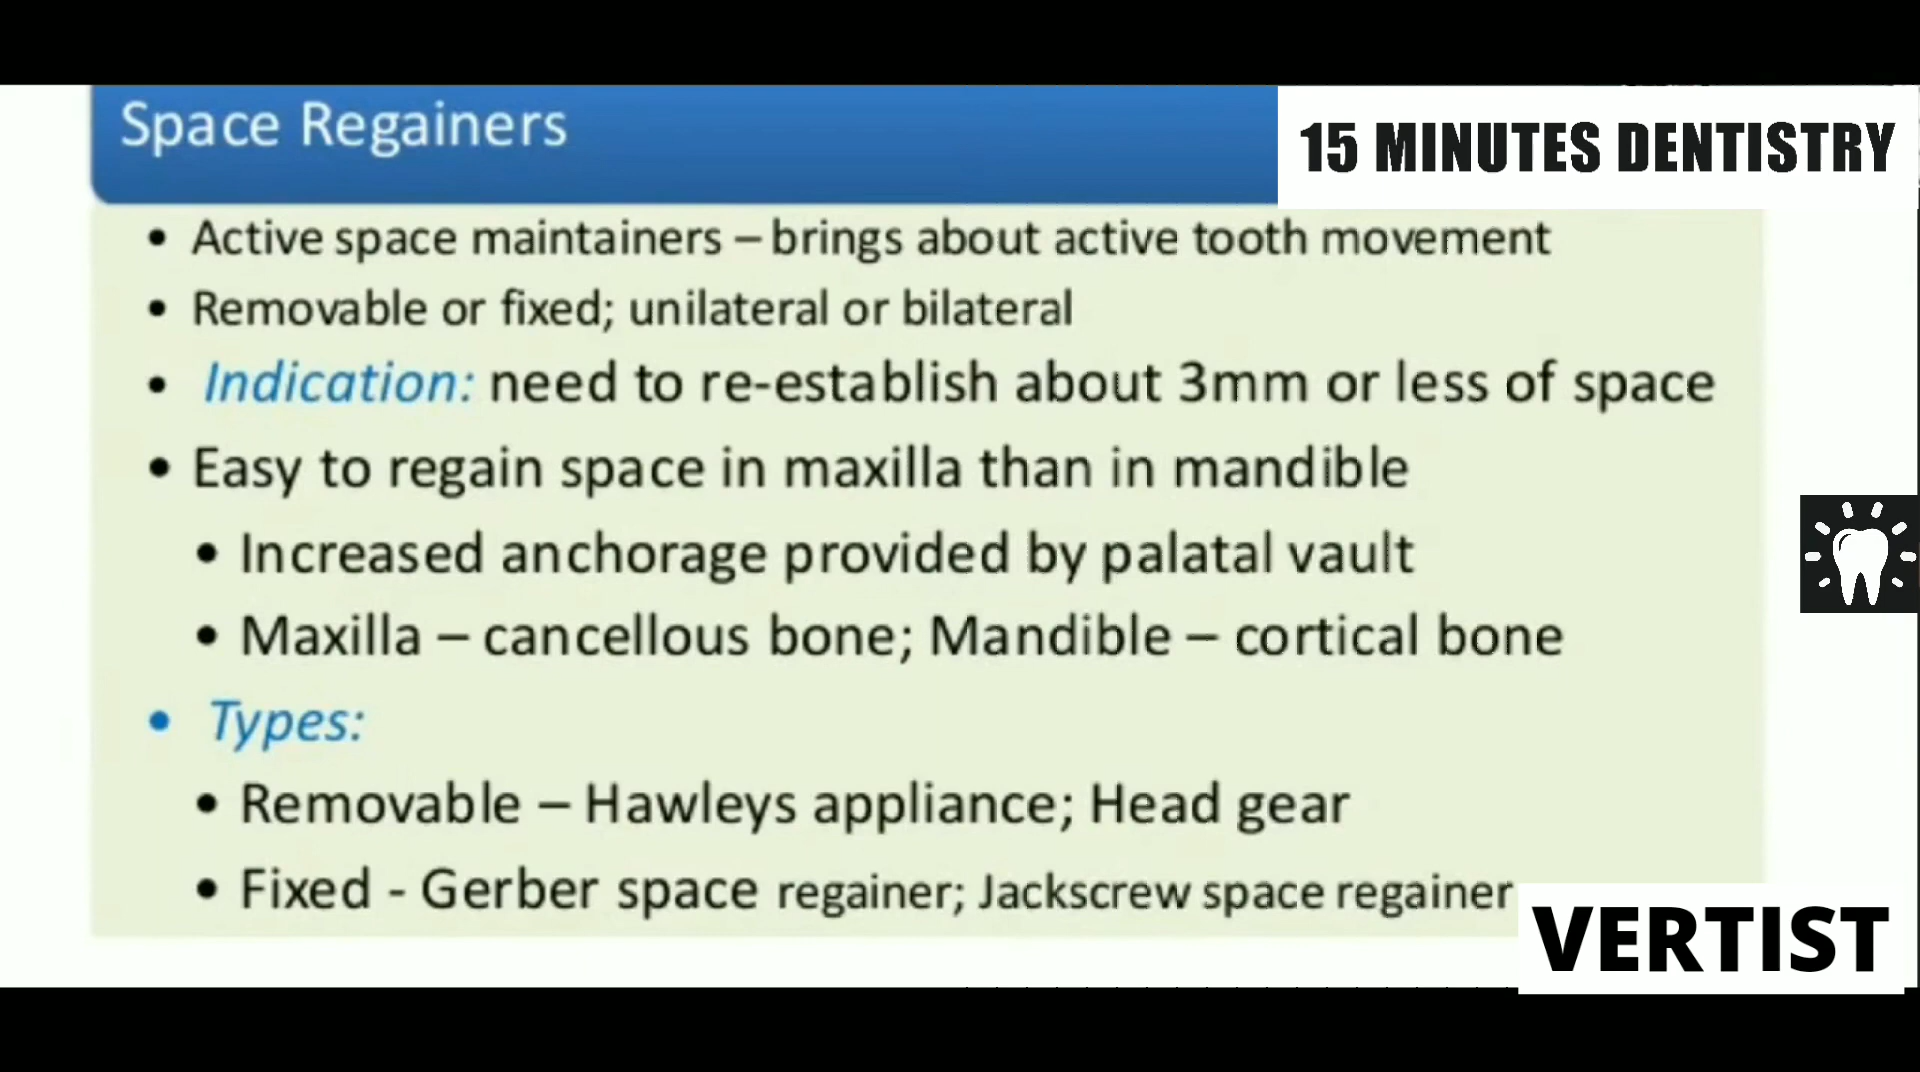 Space Regainers
15 MINUTES DENTISTRY
• Active space maintainers – brings about active tooth movement
• Removable or fixed; unilateral or bilateral
• Indication: need to re-establish about 3mm or less of space
• Easy to regain space in maxilla than in mandible
• Increased anchorage provided by palatal vault
• Maxilla – cancellous bone; Mandible – cortical bone
• Types:
• Removable – Hawleys appliance; Head gear
• Fixed - Gerber space regainer; Jackscrew space regainer
VERTIST